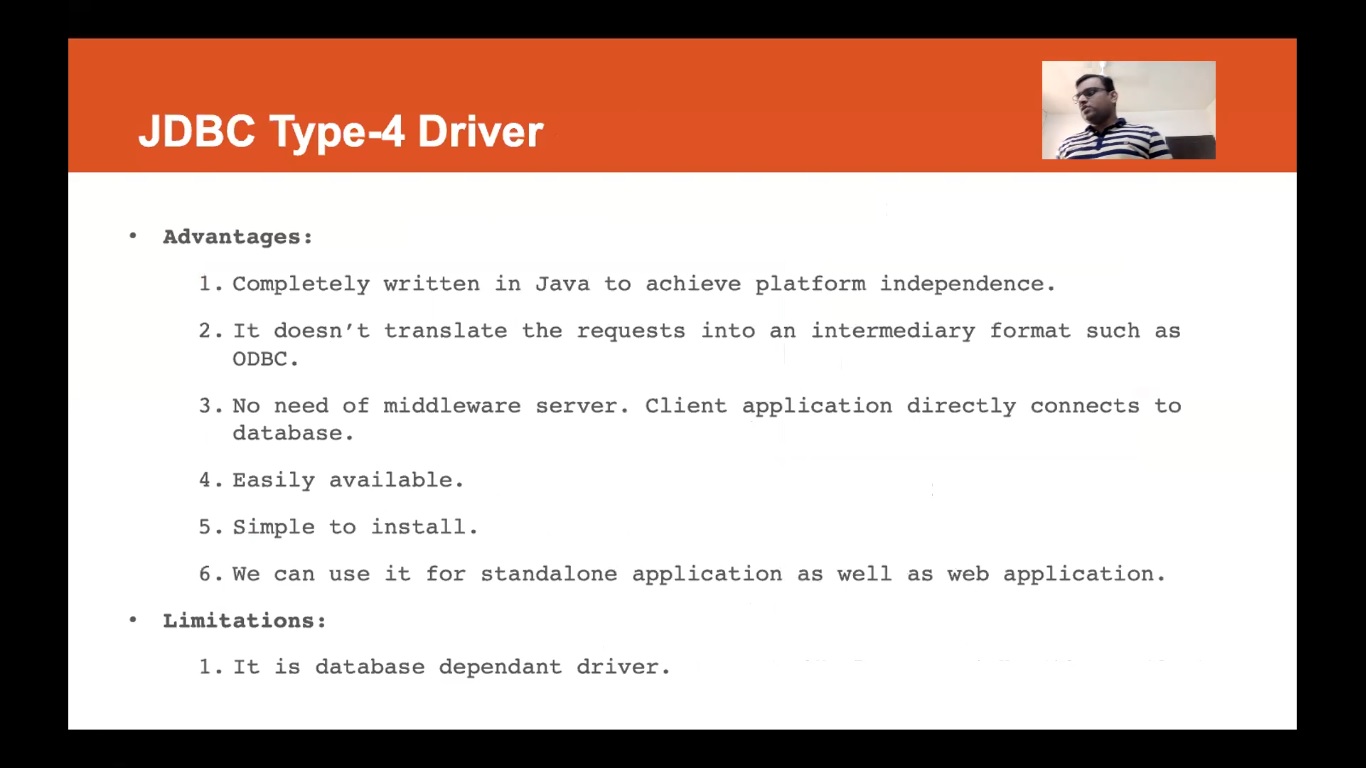 JDBC Type-4 Driver
• Advantages:
1. Completely written in Java to achieve platform independence.
2. It doesn’t translate the requests into an intermediary format such as
ODBC.
3. No need of middleware server. Client application directly connects to
database.
4. Easily available.
5. Simple to install.
6. We can use it for standalone application as well as web application.
• Limitations:
1. It is database dependant driver.